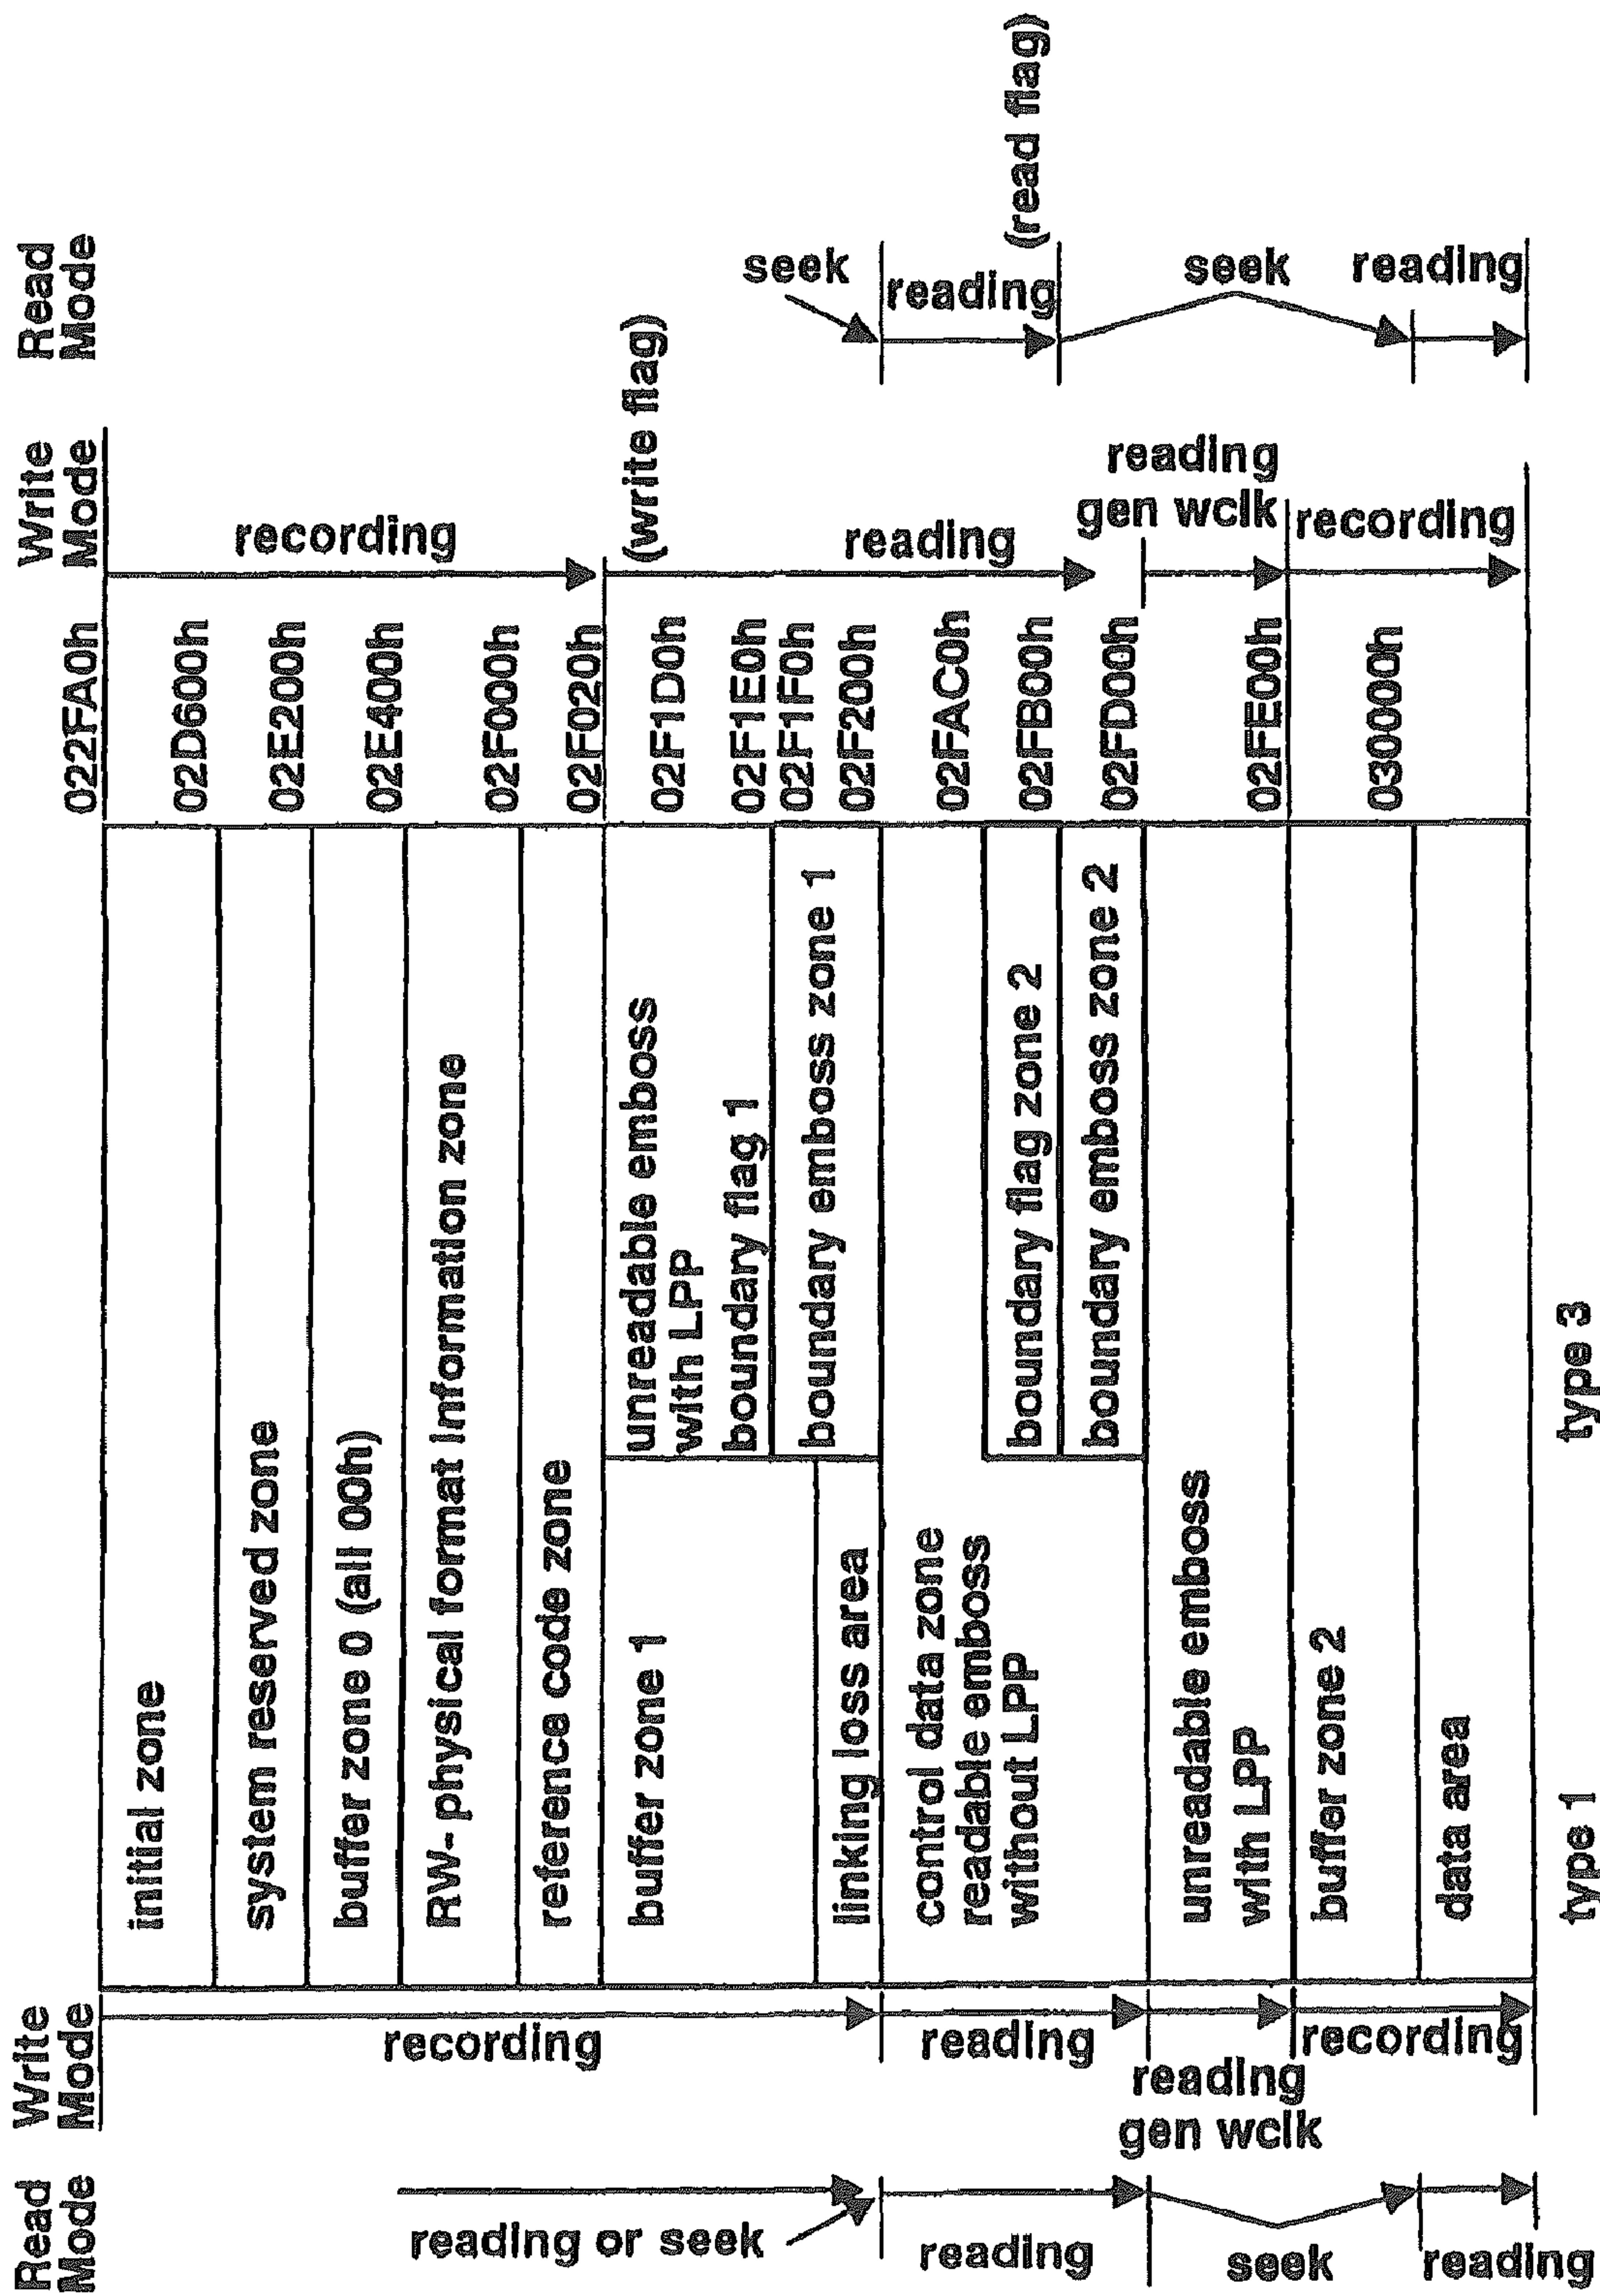 Read
Mode
Write
Mode
Write
Mode
Read
Mode
022FA0h
initial zone
02D600h
system reserved zone
02E200h
buffer zone 0 (all 00h)
02E400h
RW- physical format Information zone
02F000h
reference code zone
02F020h
recording
recording
reading or seek
buffer zone 1
unreadable emboss
with LPP
boundary flag 1
02F1D0h
02F1E0h
(write flag)
boundary emboss zone 1
02F1F0h
linking loss area
02F200h
seek
control data zone
readable emboss
without LPP
02FAC0h
boundary flag zone 2
02FB00h
boundary emboss zone 2
02FD00h
reading
reading
reading
reading
(read flag)
unreadable emboss
with LPP
02FE00h
reading
gen wclk
reading
gen wclk
seek
seek
buffer zone 2
030000h
data area
recording
recording
reading
reading
type 1
type 3